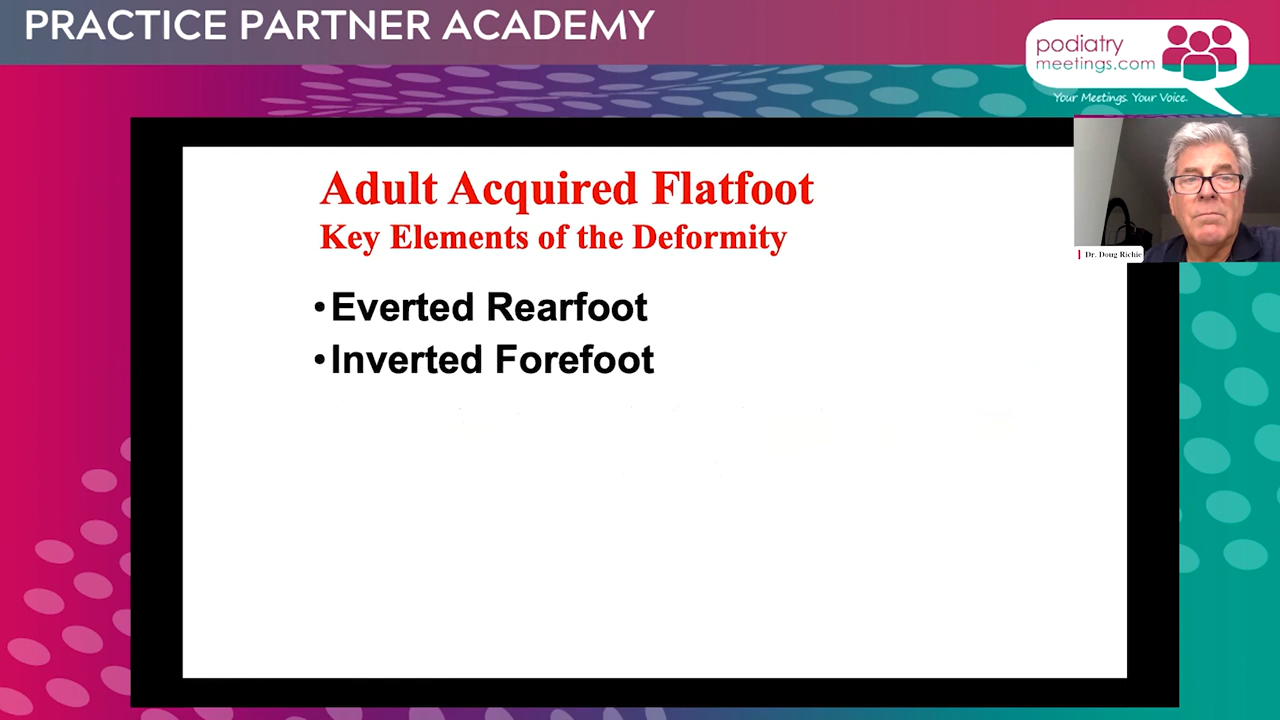 PRACTICE PARTNER ACADEMY
podiatry
meetings.com
Your Meetings. Your Voice.
Dr. Doug Richie
Adult Acquired Flatfoot
Key Elements of the Deformity
•Everted Rearfoot
•Inverted Forefoot